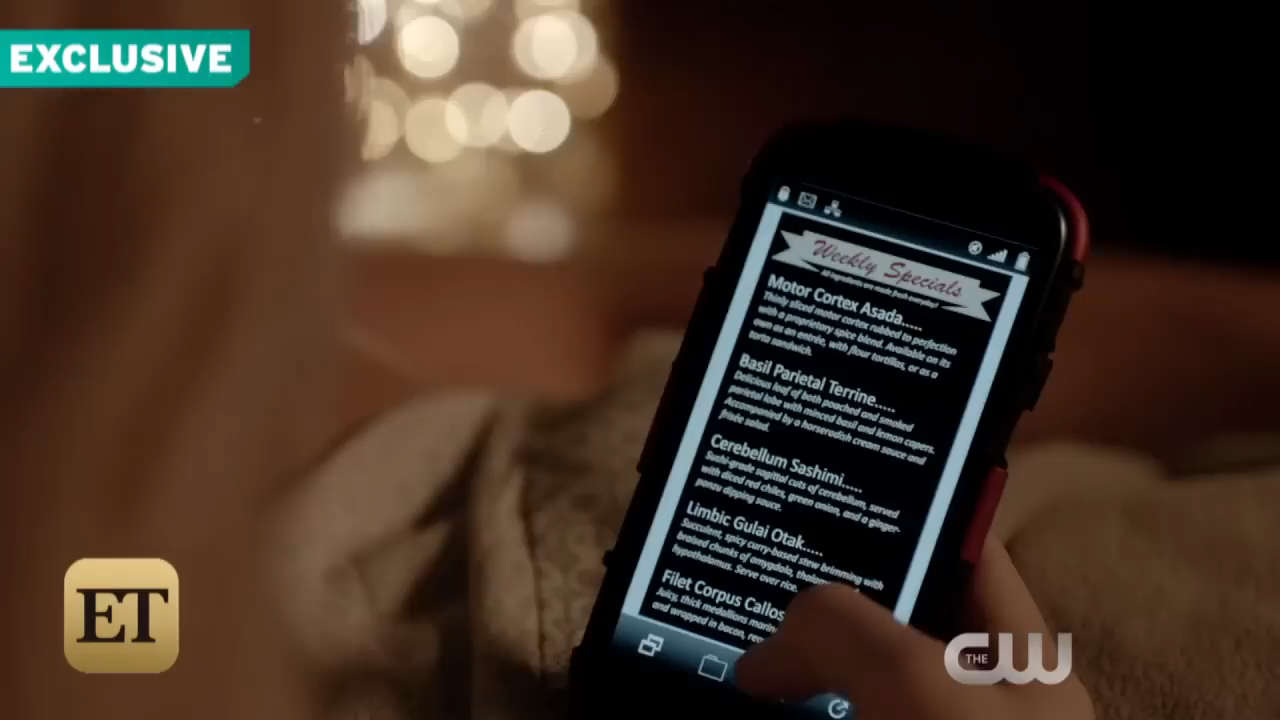 EXCLUSIVE
Weekly Specials
All ingredients are made fresh everyday!
Motor Cortex Asada.....
Thinly sliced motor cortex rubbed to perfection
with a proprietary spice blend. Available on its
own as an entrée, with flour tortillas, or as a
torta sandwich.
Basil Parietal Terrine.....
Delicious loaf of both poached and smoked
parietal lobe with minced basil and lemon capers.
Accompanied by a horseradish cream sauce and
frisée salad.
Cerebellum Sashimi.....
Sushi-grade sagittal cuts of cerebellum, served
with diced red chiles, green onion, and a ginger-
ponzu dipping sauce.
Limbic Gulai Otak.....
Succulent, spicy curry-based stew brimming with
braised chunks of amygdala,
hypothalamus. Serve over rice.
Filet Corpus Callos
Juicy, thick medallions
and wrapped in bacon,
ET
THE CW